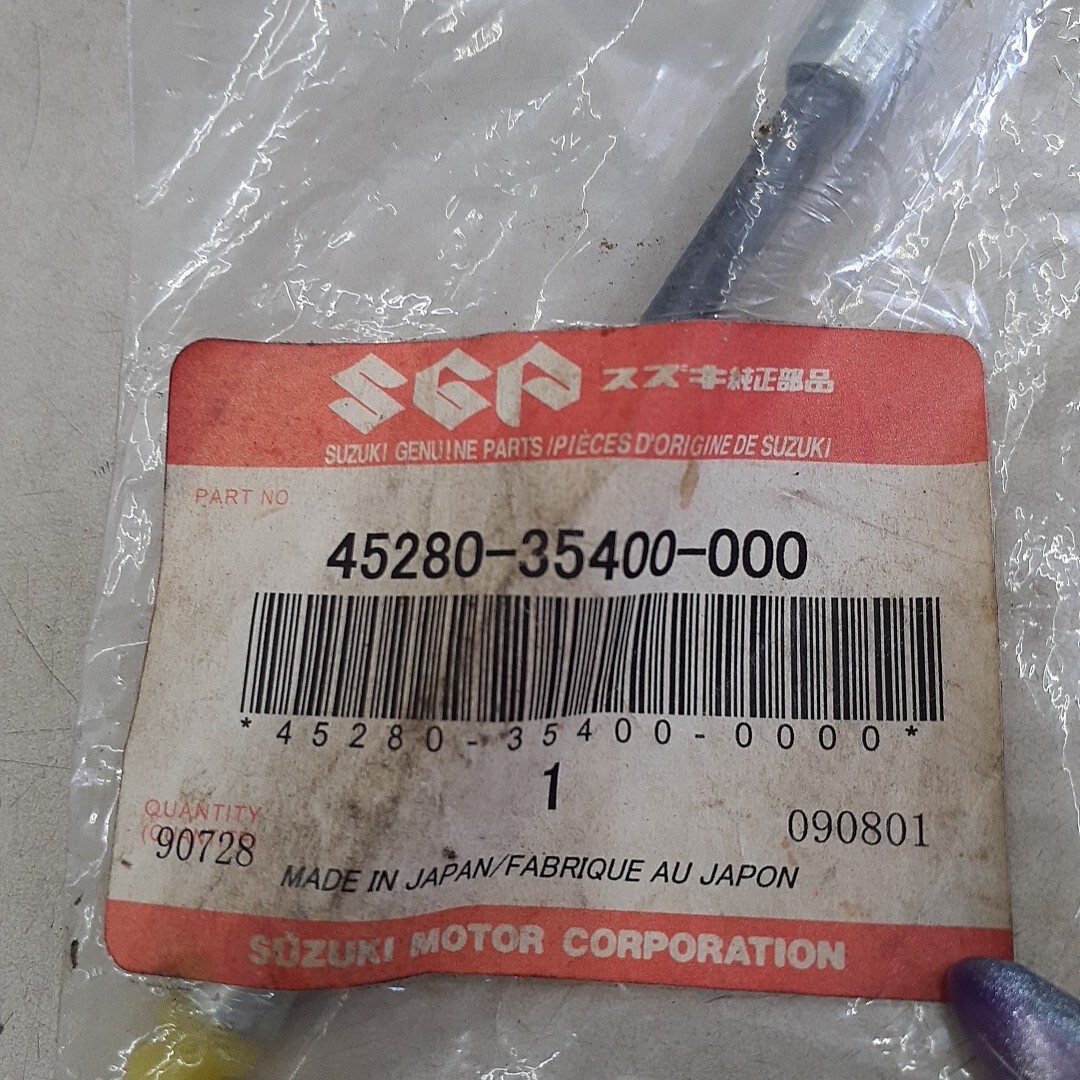 SGP スズキ純正部品
SUZUKI GENUINE PARTS/PIÈCES D'ORIGINE DE SUZUKI
PART NO
45280-35400-000
*45280-35400-0000*
1
QUANTITY
90728
090801
MADE IN JAPAN/FABRIQUE AU JAPON
SUZUKI MOTOR CORPORATION